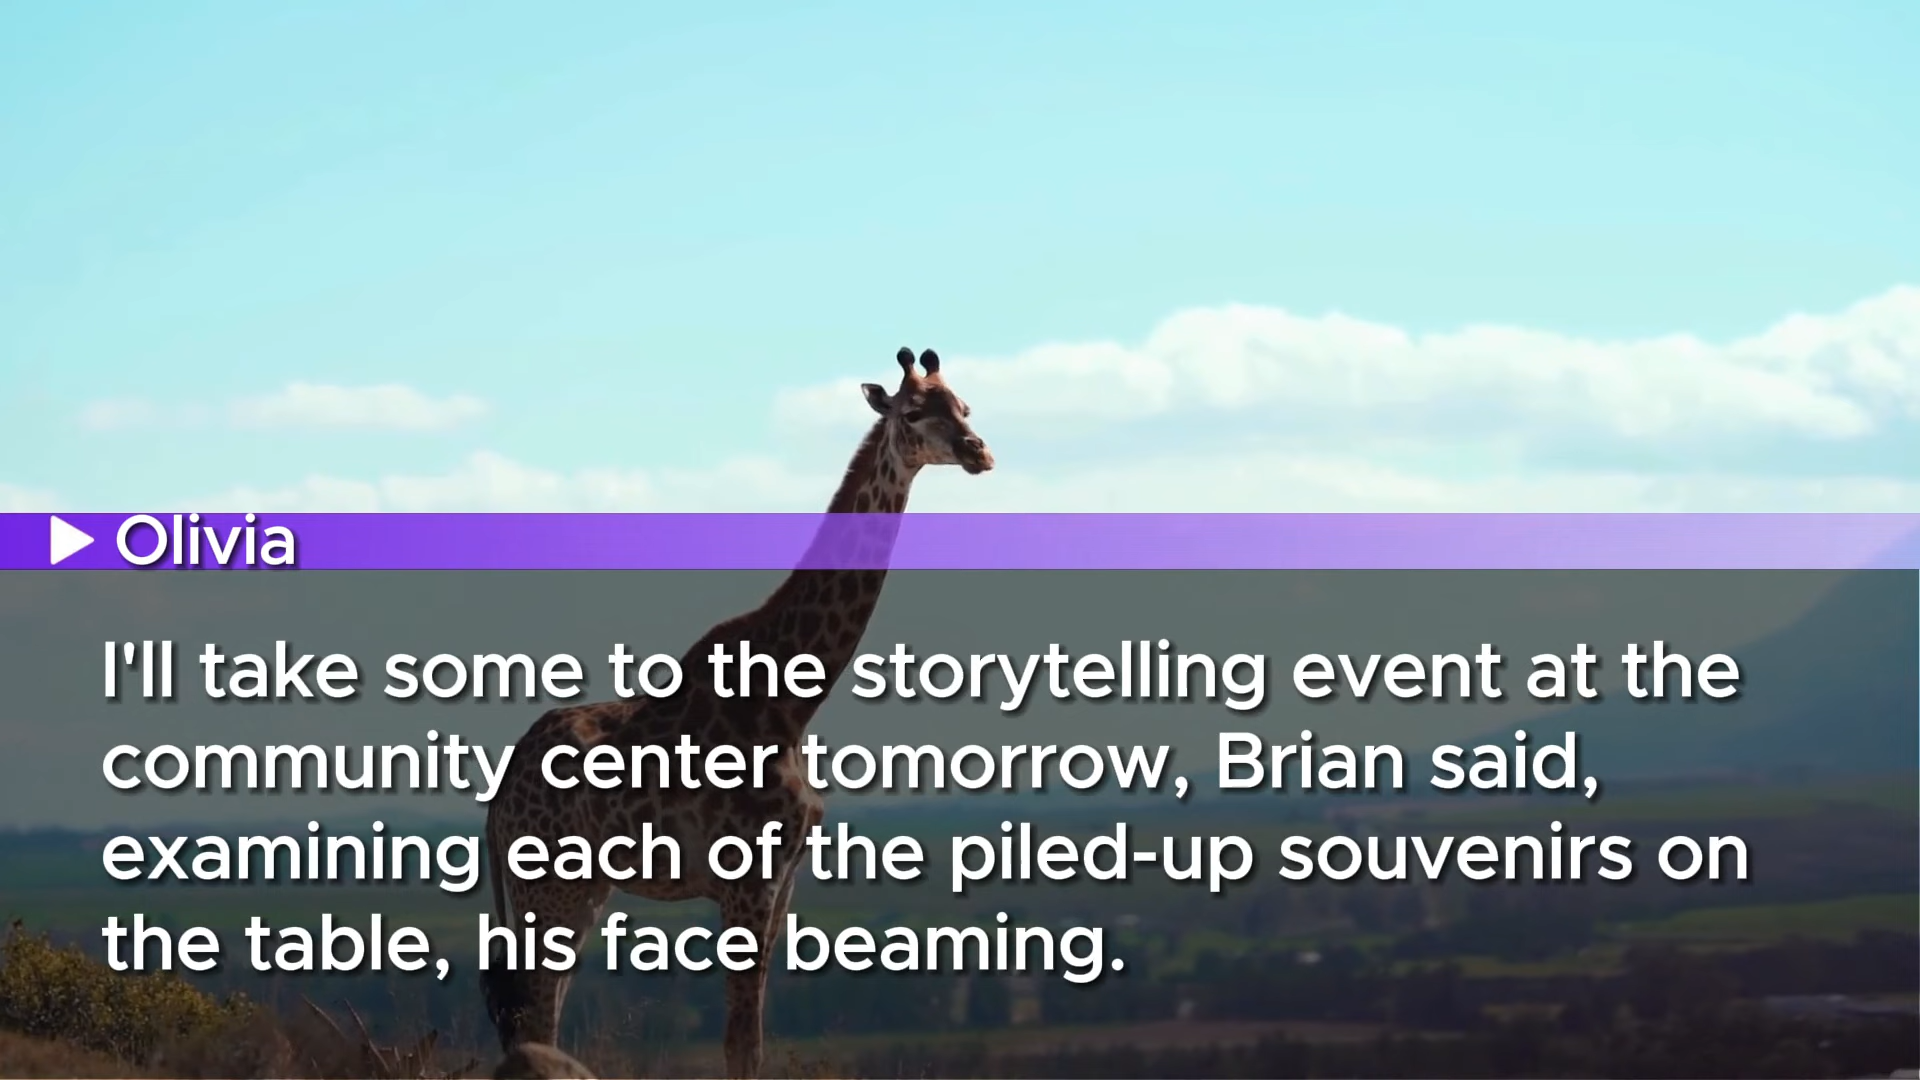 Olivia
I'll take some to the storytelling event at the
community center tomorrow, Brian said,
examining each of the piled-up souvenirs on
the table, his face beaming.